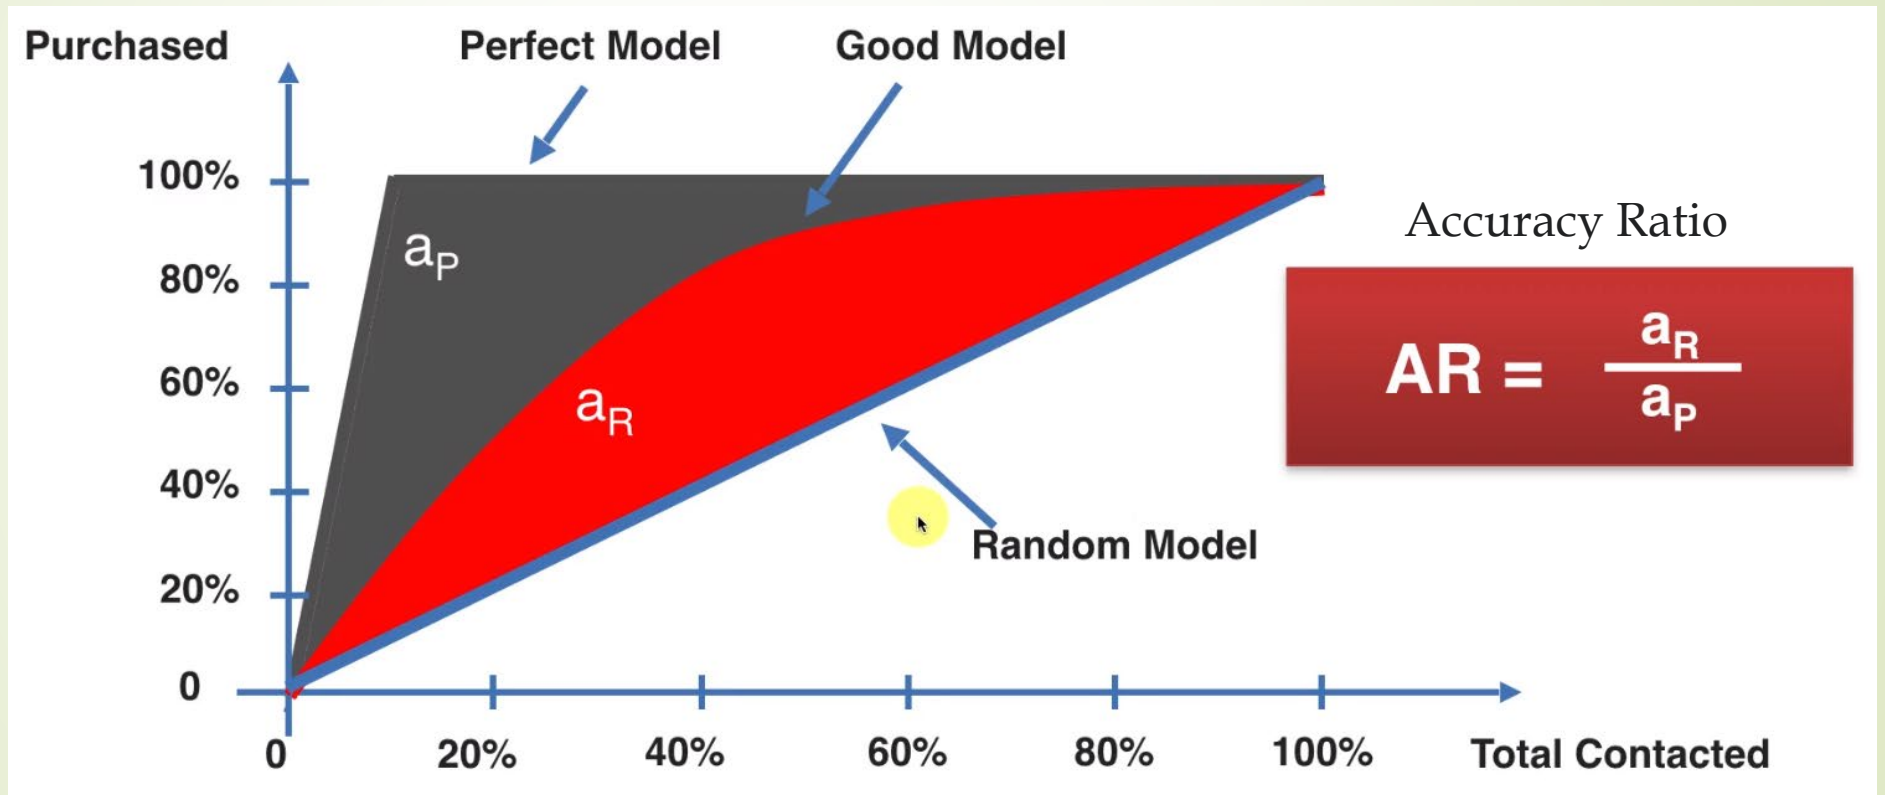 Purchased
Perfect Model
Good Model
100%
80%
60%
40%
20%
0
aP
aR
Random Model
0
20%
40%
60%
80%
100%
Total Contacted
Accuracy Ratio
AR = aR / aP